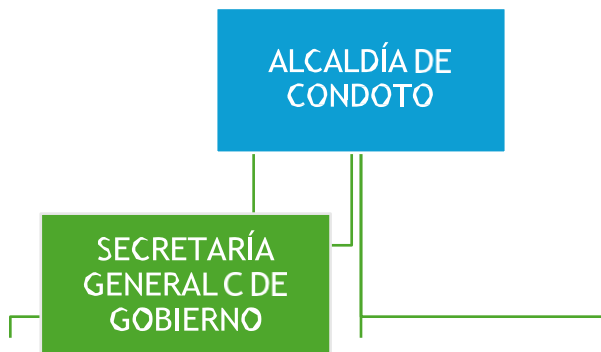 ALCALDÍA DE
CONDOTO
SECRETARÍA
GENERAL C DE
GOBIERNO